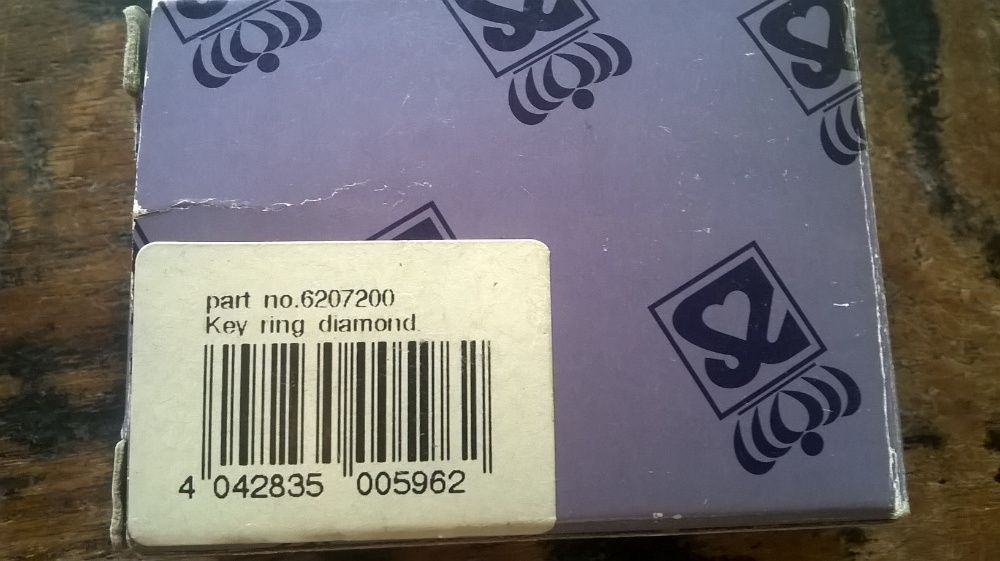 part no.6207200
Key ring diamond
4 042835 005962